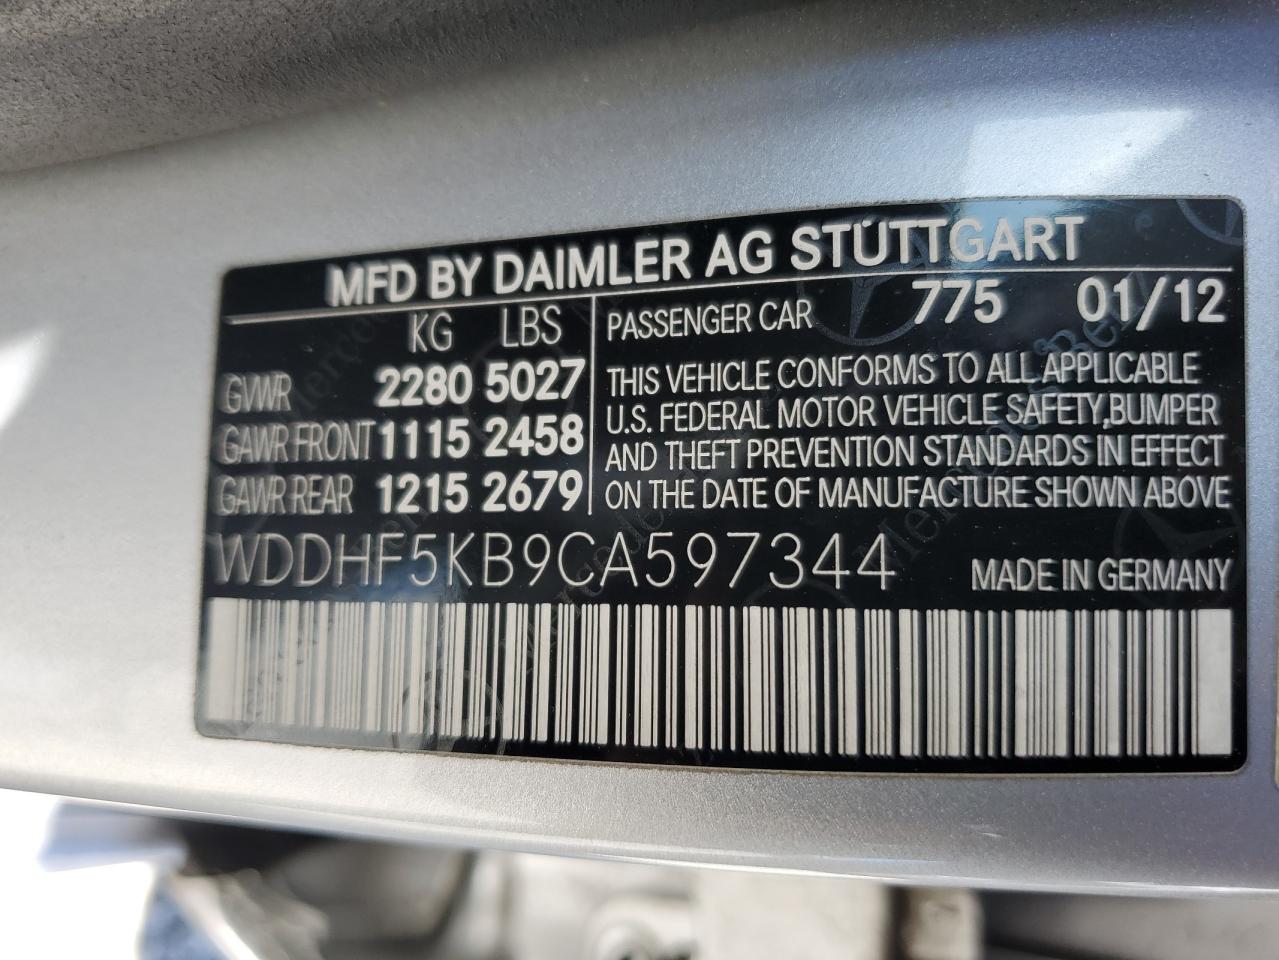 MFD BY DAIMLER AG STUTTGART
KG LBS
GVWR 2280 5027
GAWR FRONT 1115 2458
GAWR REAR 1215 2679
PASSENGER CAR 775 01/12
THIS VEHICLE CONFORMS TO ALL APPLICABLE
U.S. FEDERAL MOTOR VEHICLE SAFETY,BUMPER
AND THEFT PREVENTION STANDARDS IN EFFECT
ON THE DATE OF MANUFACTURE SHOWN ABOVE
WDDHF5KB9CA597344 MADE IN GERMANY